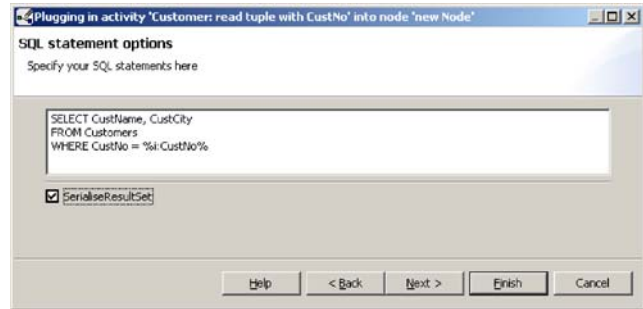 Plugging in activity 'Customer: read tuple with CustNo' into node 'new Node'
SQL statement options
Specify your SQL statements here
SELECT CustName, CustCity
FROM Customers
WHERE CustNo = %i:CustNo%
SerialiseResultSet
Help < Back Next > Finish Cancel